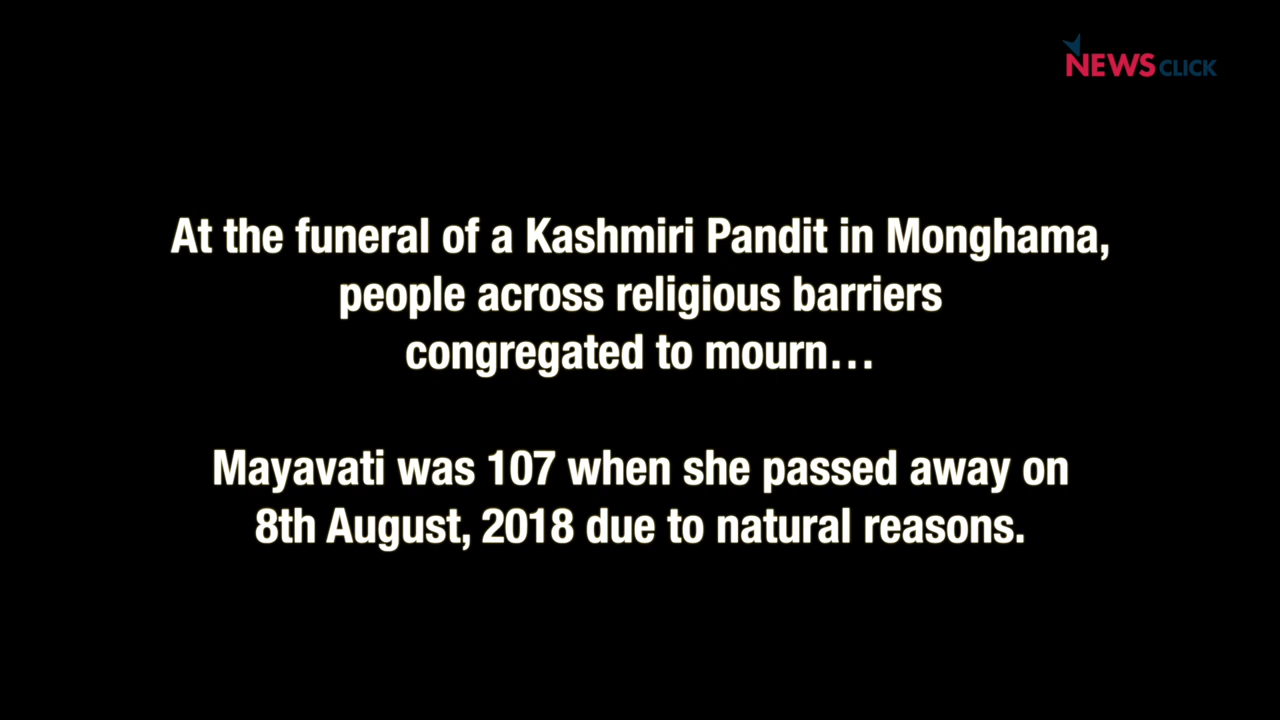 NEWSCLICK
At the funeral of a Kashmiri Pandit in Monghama,
people across religious barriers
congregated to mourn…
Mayavati was 107 when she passed away on
8th August, 2018 due to natural reasons.